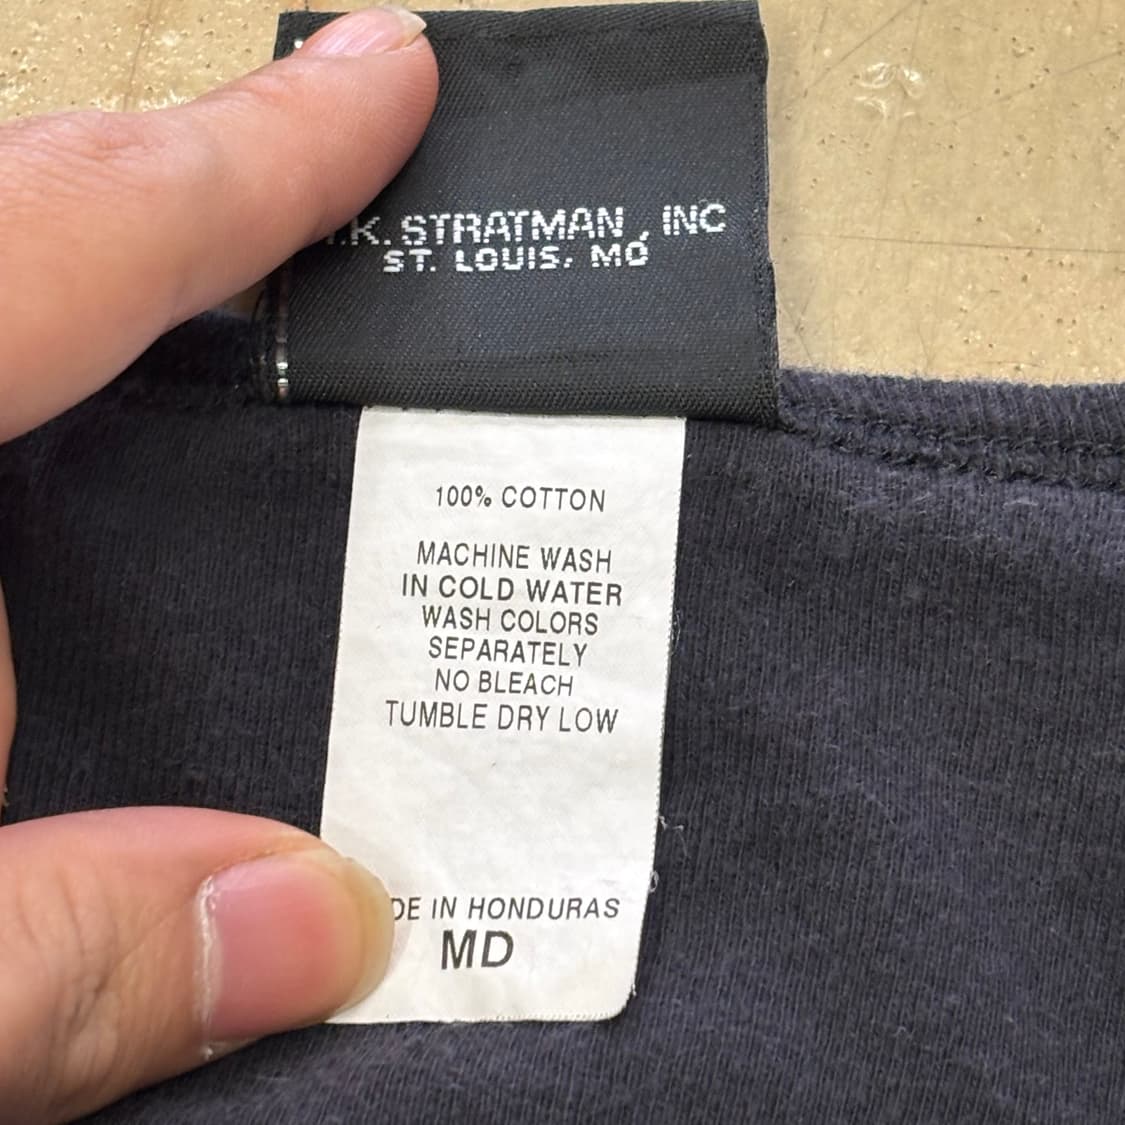 .K. STRATMAN, INC
ST. LOUIS, MO
100% COTTON
MACHINE WASH
IN COLD WATER
WASH COLORS
SEPARATELY
NO BLEACH
TUMBLE DRY LOW
DE IN HONDURAS
MD